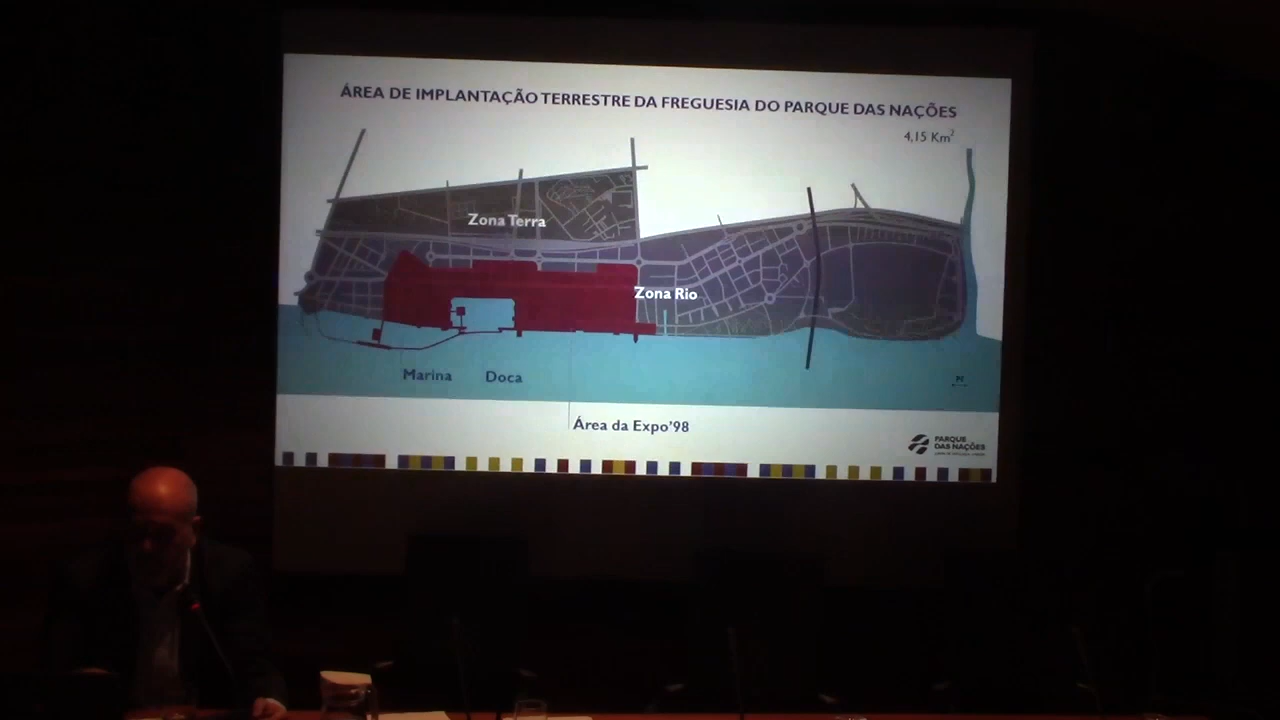 ÁREA DE IMPLANTAÇÃO TERRESTRE DA FREGUESIA DO PARQUE DAS NAÇÕES
4,15 Km²
Zona Terra
Zona Rio
Marina Doca
Área da Expo'98
PARQUE
DAS NAÇÕES